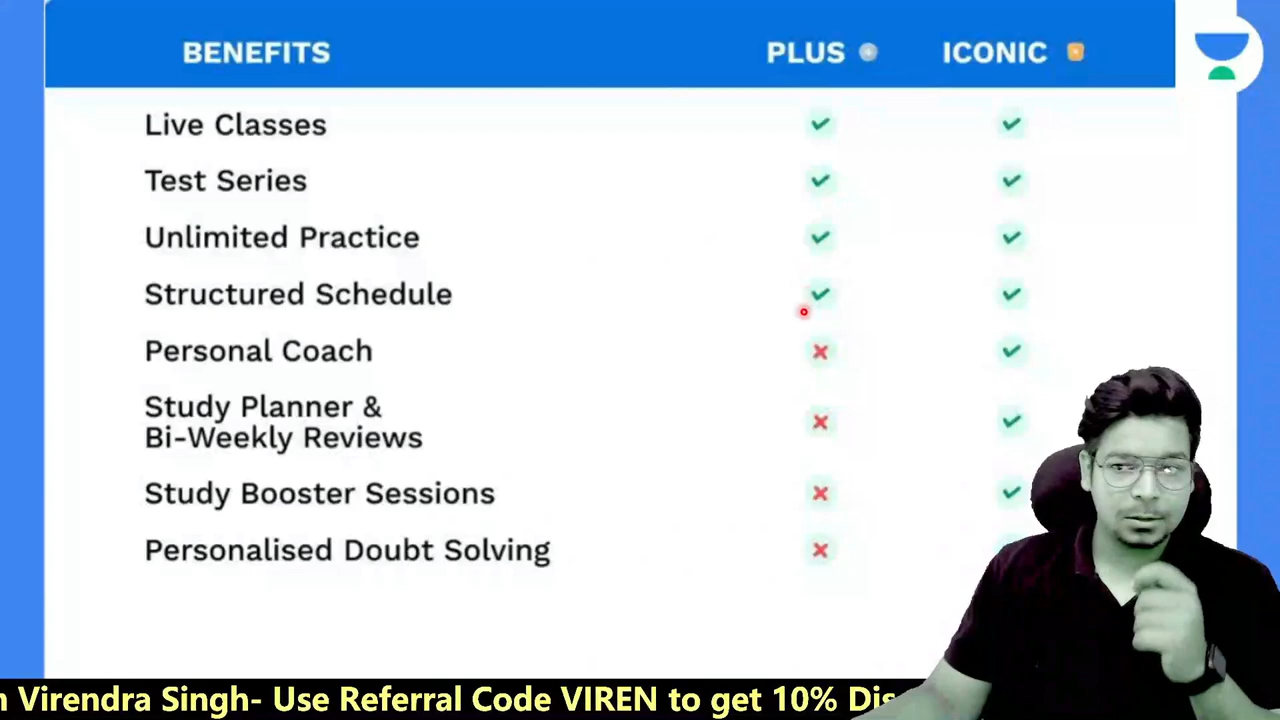 BENEFITS PLUS ICONIC
Live Classes
Test Series
Unlimited Practice
Structured Schedule
Personal Coach
Study Planner &
Bi-Weekly Reviews
Study Booster Sessions
Personalised Doubt Solving
Virendra Singh- Use Referral Code VIREN to get 10%